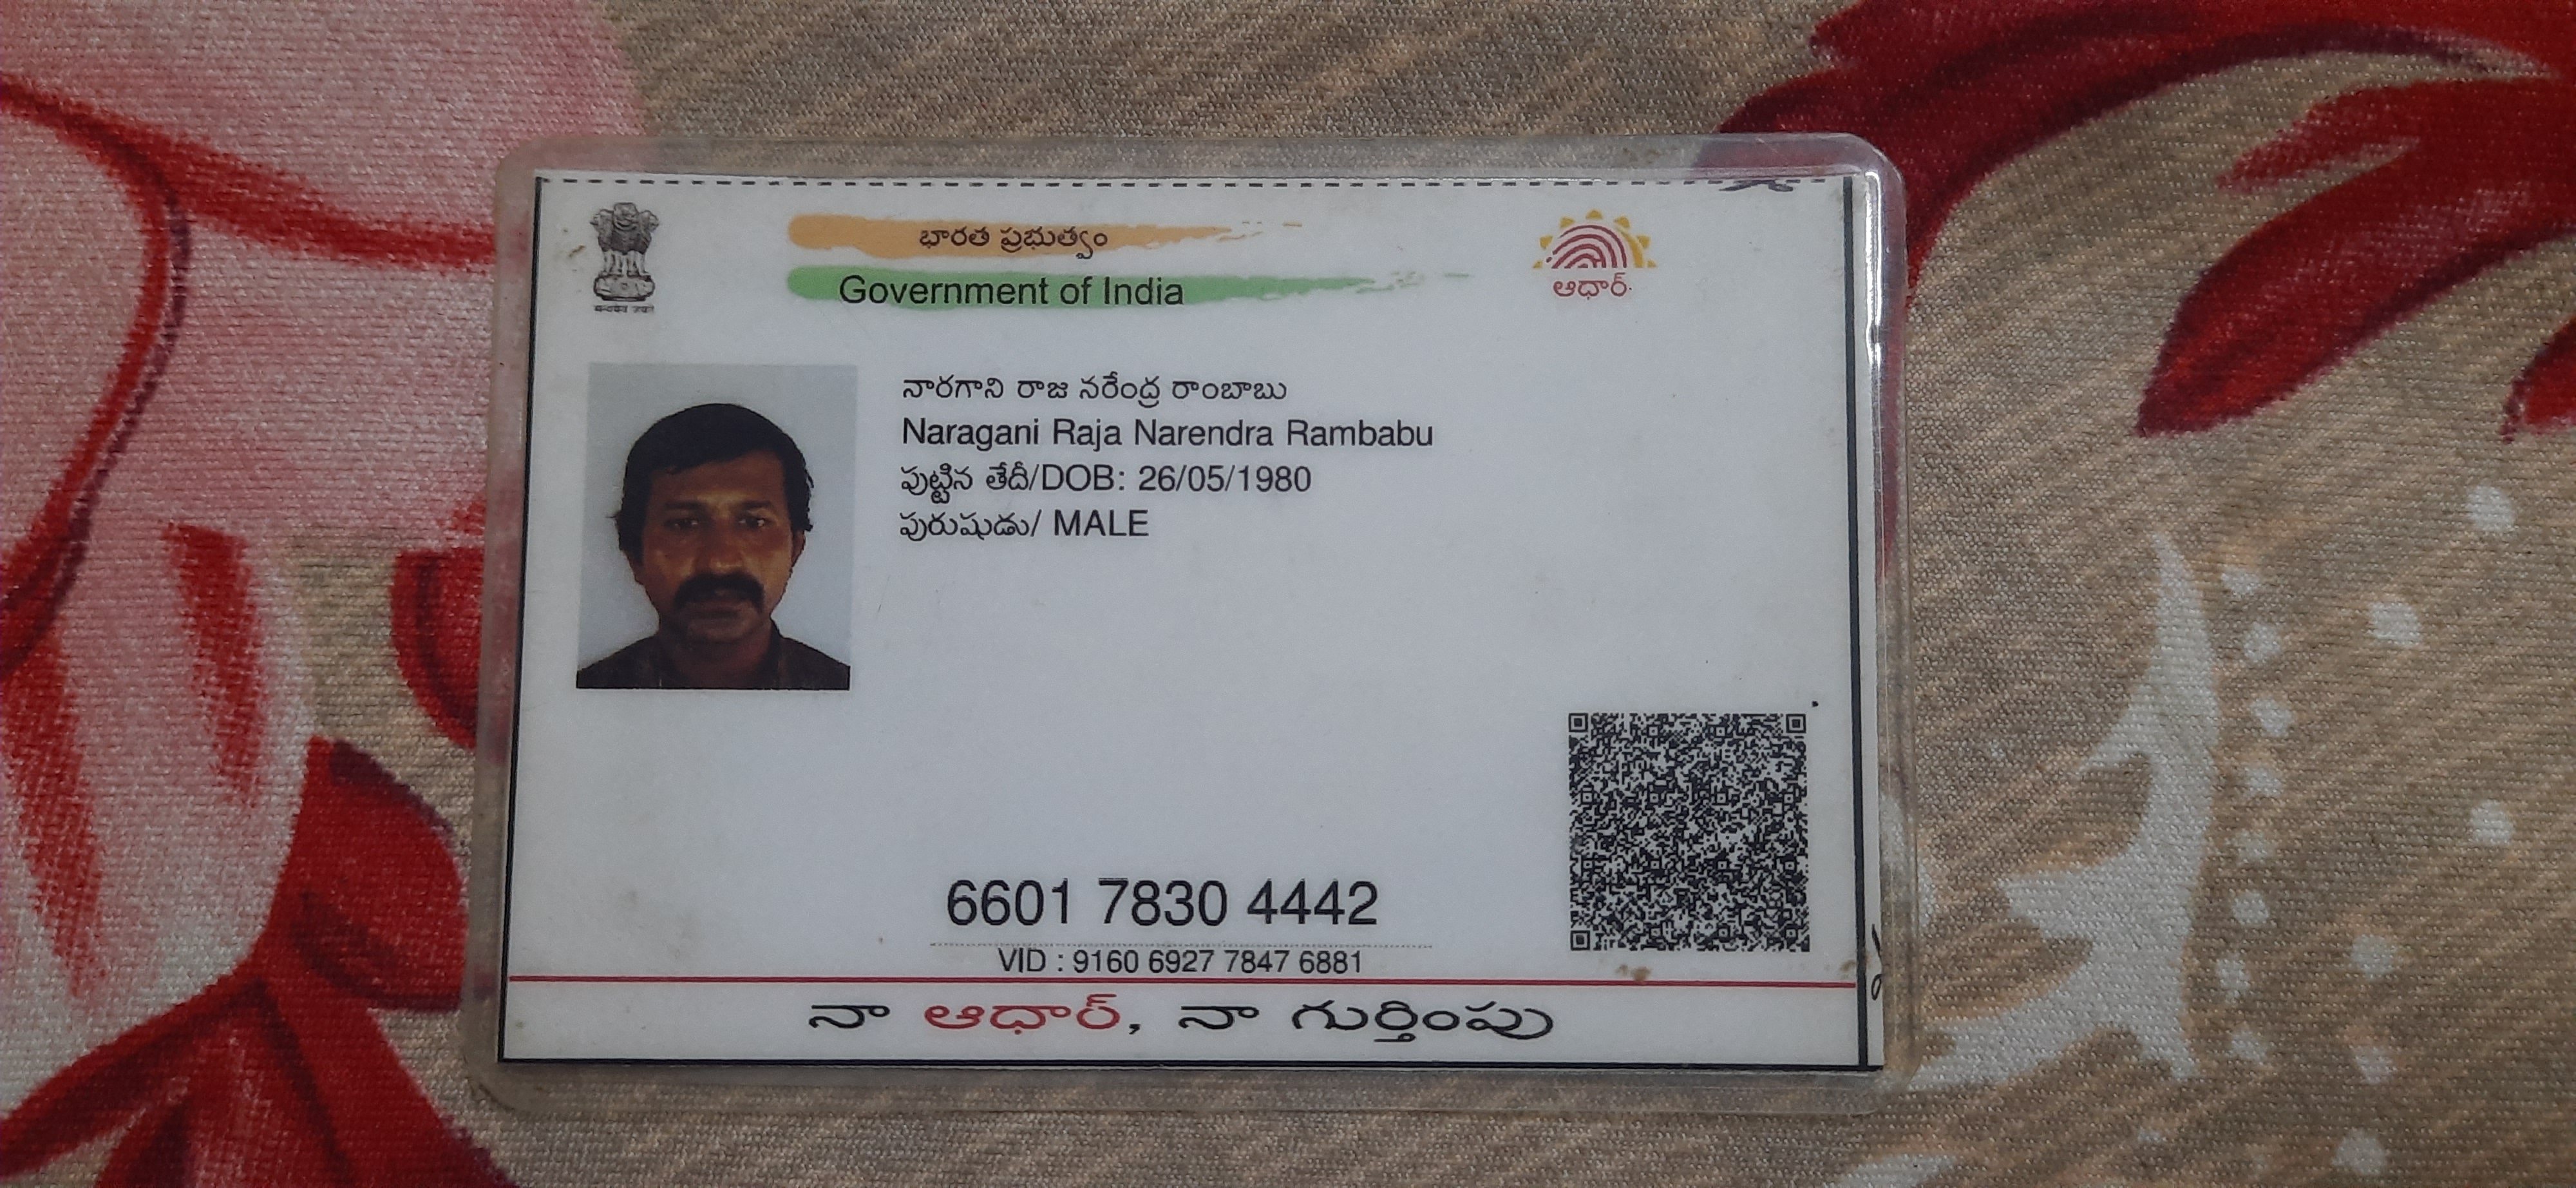 భారత ప్రభుత్వం
Government of India
ఆధార్
నారగాని రాజ నరేంద్ర రాంబాబు
Naragani Raja Narendra Rambabu
పుట్టిన తేదీ/DOB: 26/05/1980
పురుషుడు/ MALE
6601 7830 4442
VID : 9160 6927 7847 6881
నా ఆధార్, నా గుర్తింపు